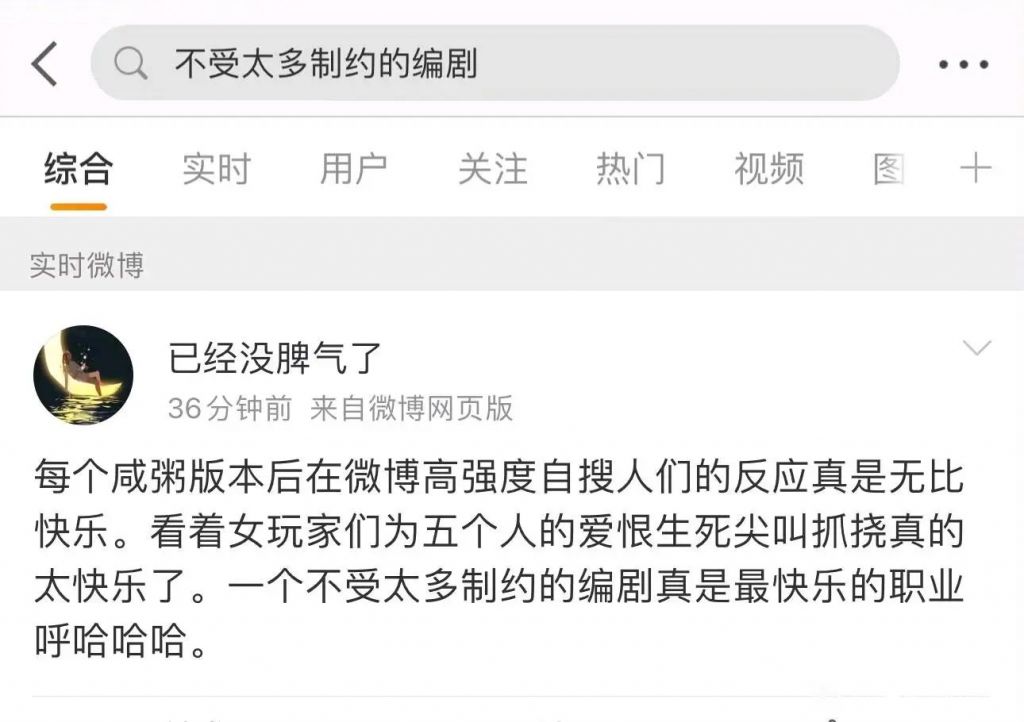 不受太多制约的编剧
综合 实时 用户 关注 热门 视频 图
实时微博
已经没脾气了
36分钟前 来自微博网页版
每个咸粥版本后在微博高强度自搜人们的反应真是无比
快乐。看着女玩家们为五个人的爱恨生死尖叫抓挠真的
太快乐了。一个不受太多制约的编剧真是最快乐的职业
呼哈哈哈。